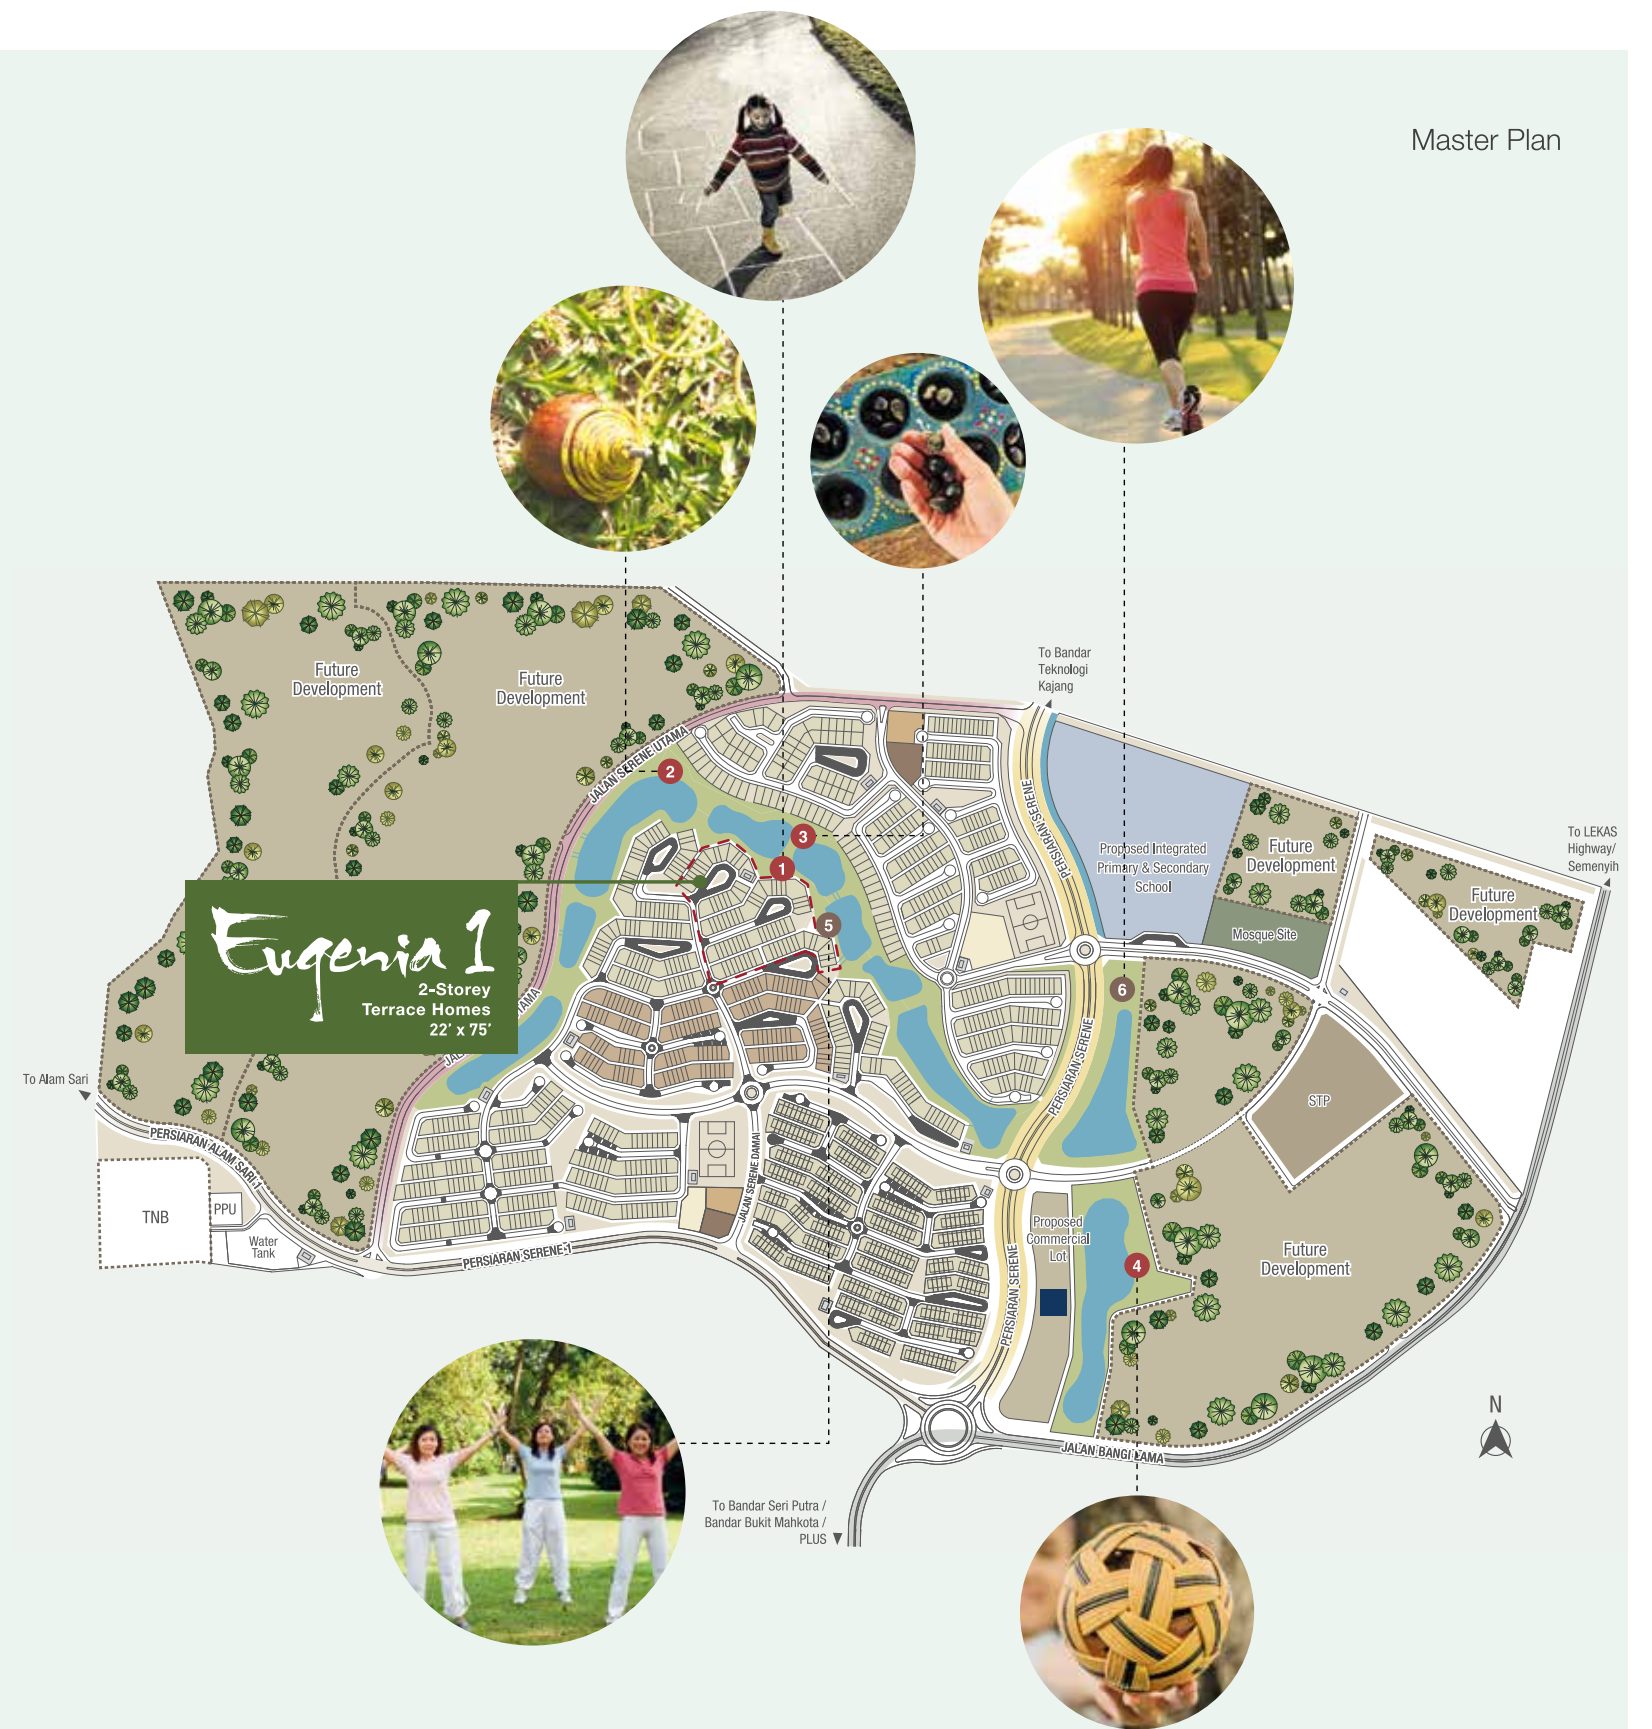 Master Plan
To Bandar
Teknologi
Kajang
Future
Development
Future
Development
JALAN SERENE UTAMA
2
3
1
5
6
4
PERSIARAN SERENE
Proposed Integrated
Primary & Secondary
School
Future
Development
Mosque Site
Future
Development
To LEKAS
Highway/
Semenyih
Eugenia 1
2-Storey
Terrace Homes
22' x 75'
To Alam Sari
PERSIARAN ALAM SARI 1
TNB
PPU
Water
Tank
PERSIARAN SERENE 1
JALAN SERENE DAMAI
PERSIARAN SERENE
STP
Proposed
Commercial
Lot
PERSIARAN SERENE
Future
Development
JALAN BANGI LAMA
N
To Bandar Seri Putra /
Bandar Bukit Mahkota /
PLUS